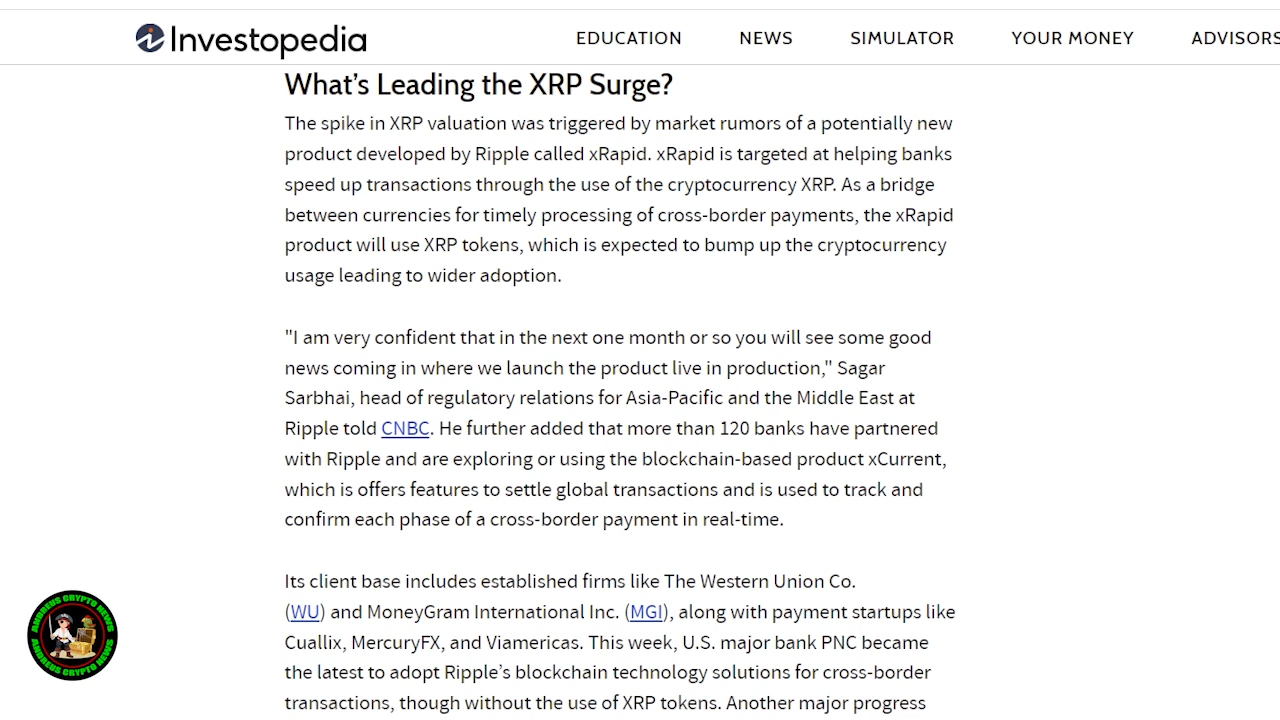 Investopedia
EDUCATION NEWS SIMULATOR YOUR MONEY ADVISORS
What's Leading the XRP Surge?
The spike in XRP valuation was triggered by market rumors of a potentially new
product developed by Ripple called xRapid. xRapid is targeted at helping banks
speed up transactions through the use of the cryptocurrency XRP. As a bridge
between currencies for timely processing of cross-border payments, the xRapid
product will use XRP tokens, which is expected to bump up the cryptocurrency
usage leading to wider adoption.
"I am very confident that in the next one month or so you will see some good
news coming in where we launch the product live in production," Sagar
Sarbhai, head of regulatory relations for Asia-Pacific and the Middle East at
Ripple told CNBC. He further added that more than 120 banks have partnered
with Ripple and are exploring or using the blockchain-based product xCurrent,
which is offers features to settle global transactions and is used to track and
confirm each phase of a cross-border payment in real-time.
Its client base includes established firms like The Western Union Co.
(WU) and MoneyGram International Inc. (MGI), along with payment startups like
Cuallix, MercuryFX, and Viamericas. This week, U.S. major bank PNC became
the latest to adopt Ripple's blockchain technology solutions for cross-border
transactions, though without the use of XRP tokens. Another major progress
ANDREUS CRYPTO NEWS
ANDREUS CRYPTO NEWS